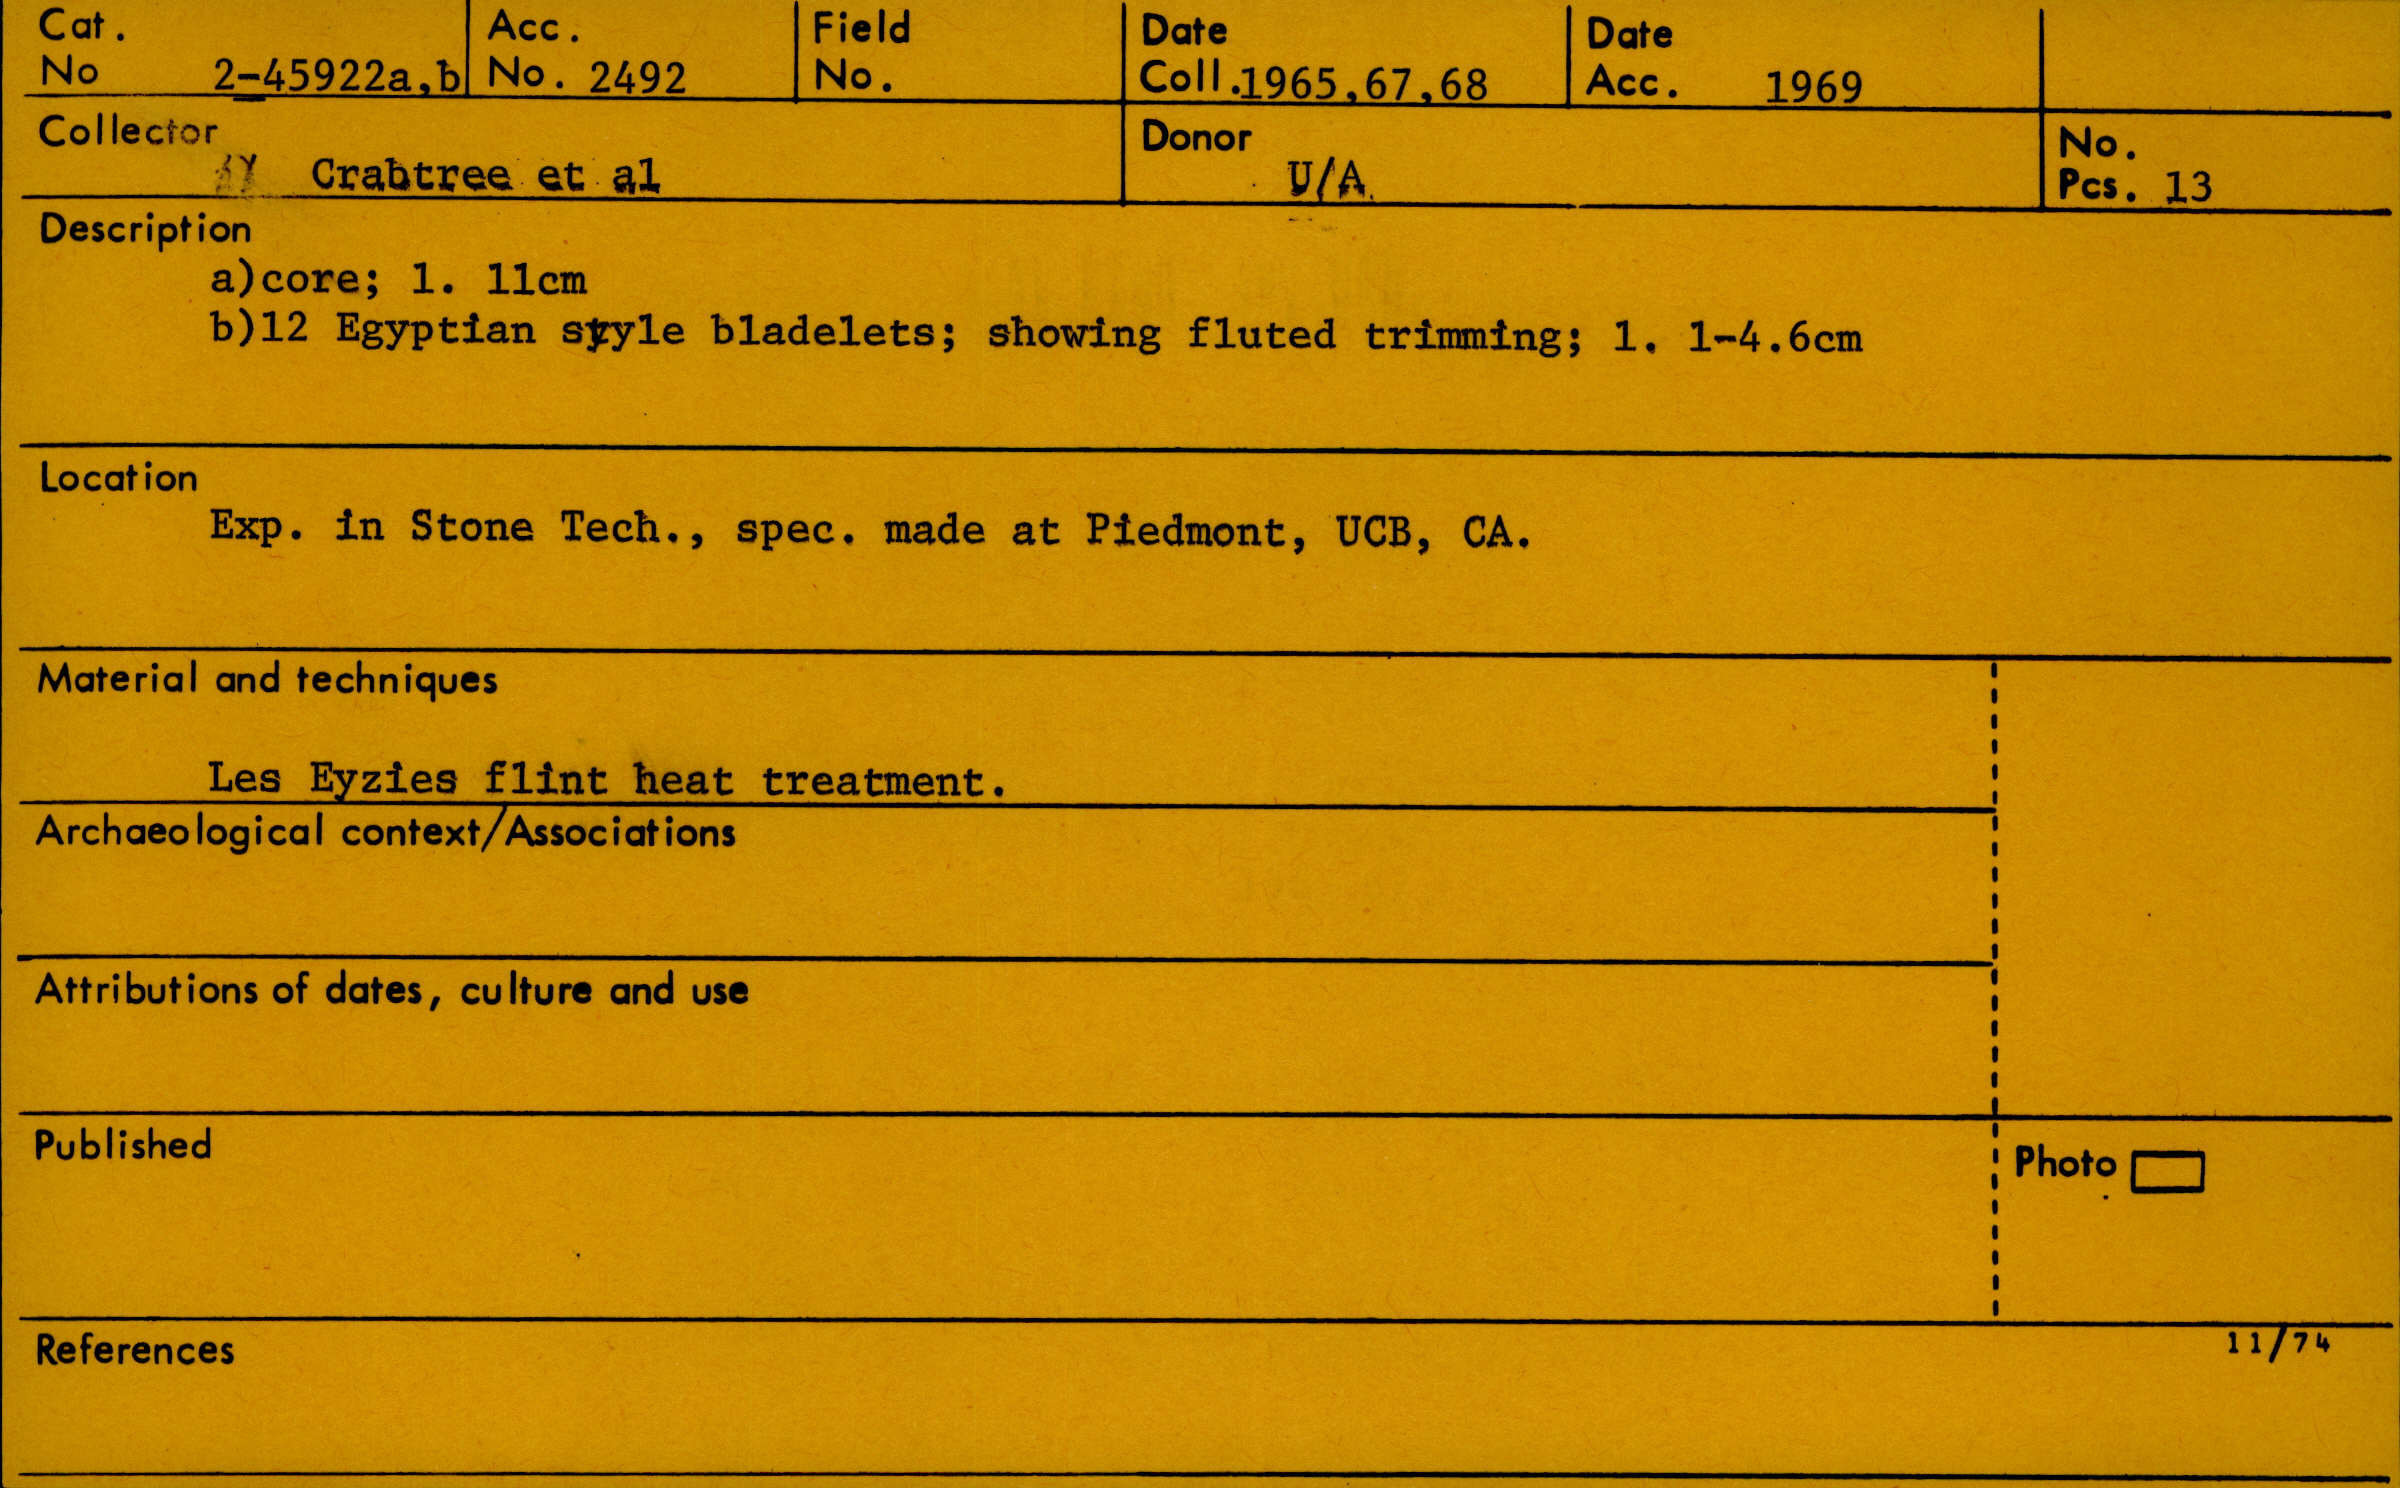 Cat. No 2-45922a,b
Acc. No. 2492
Field No.
Date Coll. 1965,67,68
Date Acc. 1969
Collector
Crabtree et al
Donor
U/A
No. Pcs. 13
Description
a)core; l. 11cm
b)12 Egyptian style bladelets; showing fluted trimming; l. 1-4.6cm
Location
Exp. in Stone Tech., spec. made at Piedmont, UCB, CA.
Material and techniques
Les Eyzies flint heat treatment.
Archaeological context/Associations
Attributions of dates, culture and use
Published
Photo
References
11/74